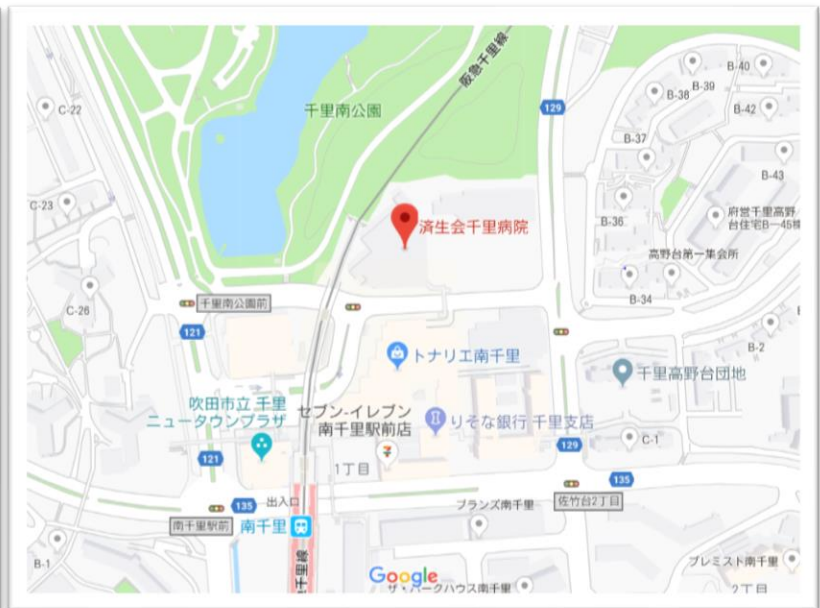 阪急千里線
129
B-40
B-39
B-38
B-42
C-22
千里南公園
B-37
B-43
C-23
B-36
府営千里高野
台住宅B-45棟
済生会千里病院
高野台第一集会所
B-34
千里南公園前
C-26
121
B-2
トナリエ南千里
千里高野台団地
吹田市立 千里
ニュータウンプラザ
セブン-イレブン
南千里駅前店
りそな銀行 千里支店
C-1
129
121
1丁目
135
出入口
135
佐竹台2丁目
ブランズ南千里
南千里駅前
南千里
B-1
千里線
プレミスト南千里
Google
ザ・パークハウス南千里
2丁目